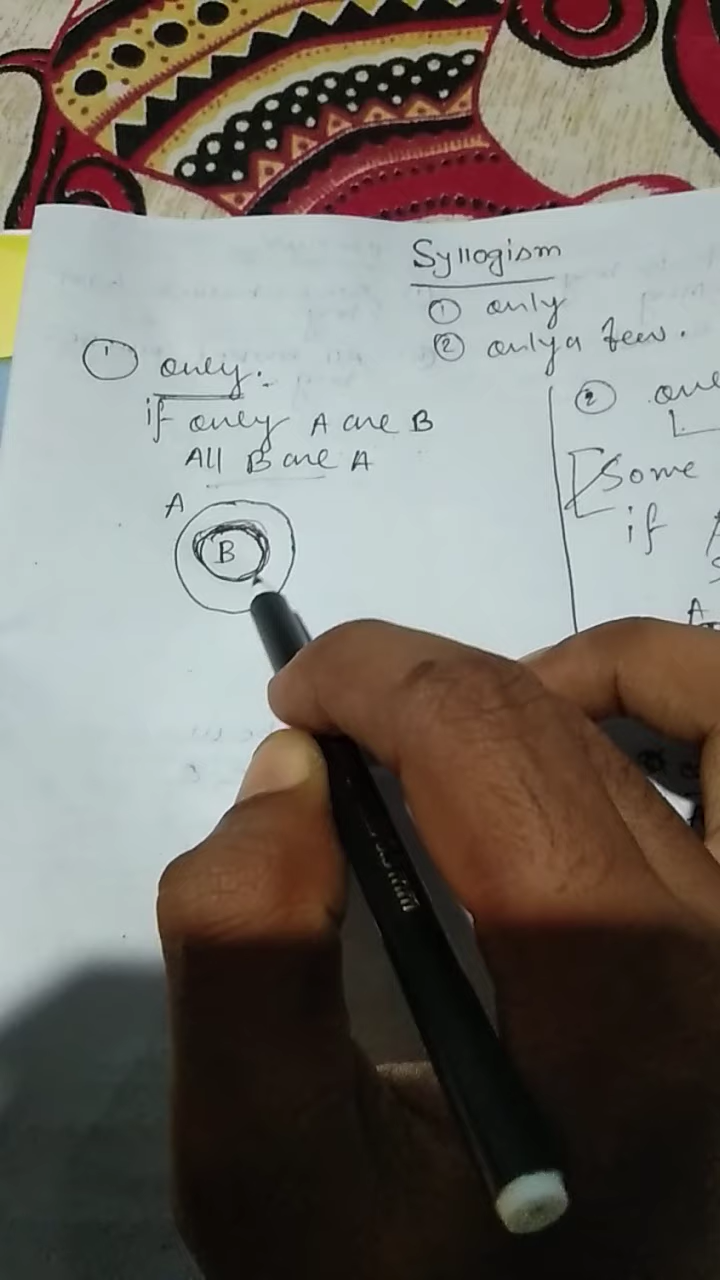 Syllogism
① only
② only a few.
① only:
if only A are B
All B are A
A
B
②
Some
if
A